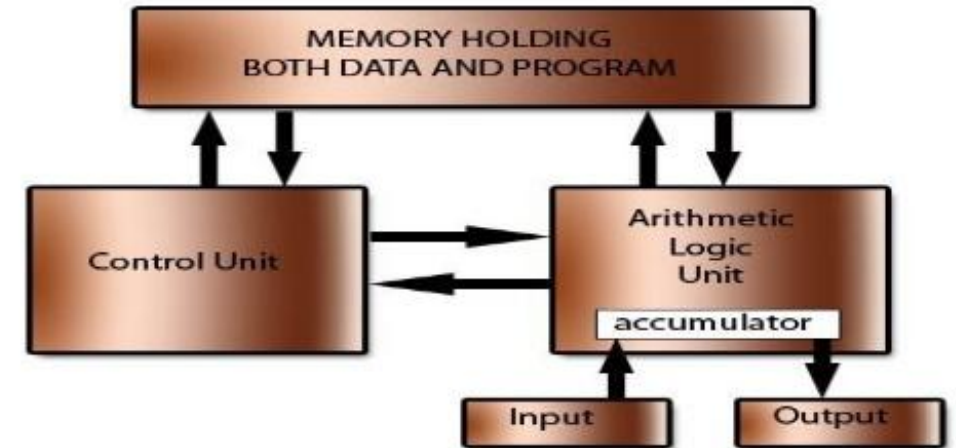 MEMORY HOLDING
BOTH DATA AND PROGRAM
Control Unit
Arithmetic
Logic
Unit
accumulator
Input
Output